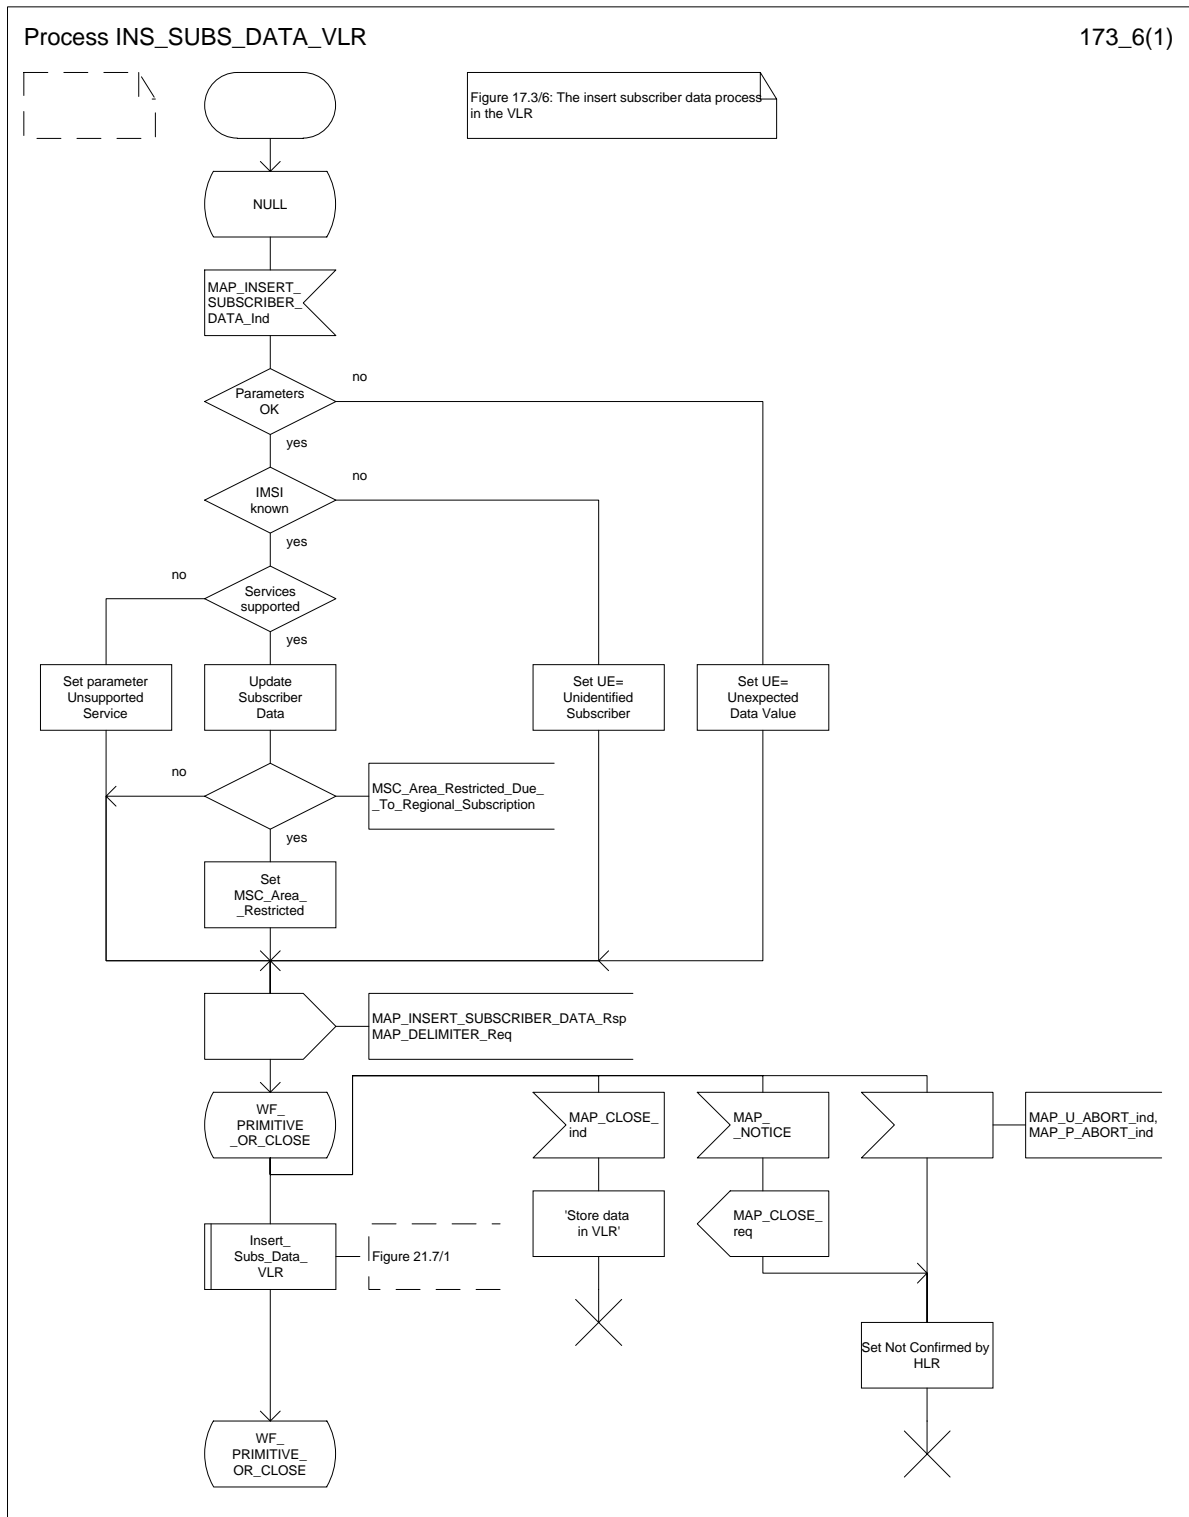 Process INS_SUBS_DATA_VLR
173_6(1)
Figure 17.3/6: The insert subscriber data process
in the VLR
NULL
MAP_INSERT_
SUBSCRIBER_
DATA_Ind
Parameters
OK
no
yes
IMSI
known
no
yes
Services
supported
no
yes
Set parameter
Unsupported
Service
Update
Subscriber
Data
Set UE=
Unidentified
Subscriber
Set UE=
Unexpected
Data Value
no
MSC_Area_Restricted_Due_
_To_Regional_Subscription
yes
Set
MSC_Area_
_Restricted
MAP_INSERT_SUBSCRIBER_DATA_Rsp
MAP_DELIMITER_Req
WF_
PRIMITIVE
_OR_CLOSE
MAP_CLOSE_
ind
MAP_
_NOTICE
MAP_U_ABORT_ind,
MAP_P_ABORT_ind
'Store data
in VLR'
MAP_CLOSE_
req
Insert_
Subs_Data_
VLR
Figure 21.7/1
Set Not Confirmed by
HLR
WF_
PRIMITIVE_
OR_CLOSE